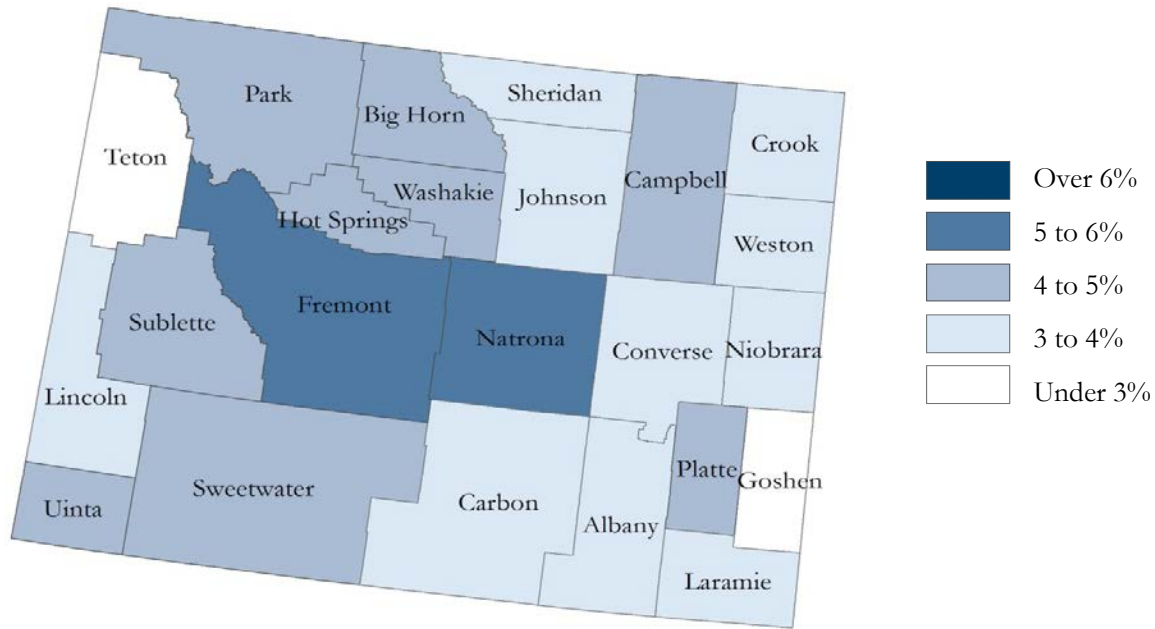 Park
Big Horn
Sheridan
Crook
Teton
Washakie
Johnson
Campbell
Hot Springs
Weston
Sublette
Fremont
Natrona
Converse
Niobrara
Lincoln
Uinta
Sweetwater
Carbon
Albany
Platte
Goshen
Laramie
Over 6%
5 to 6%
4 to 5%
3 to 4%
Under 3%